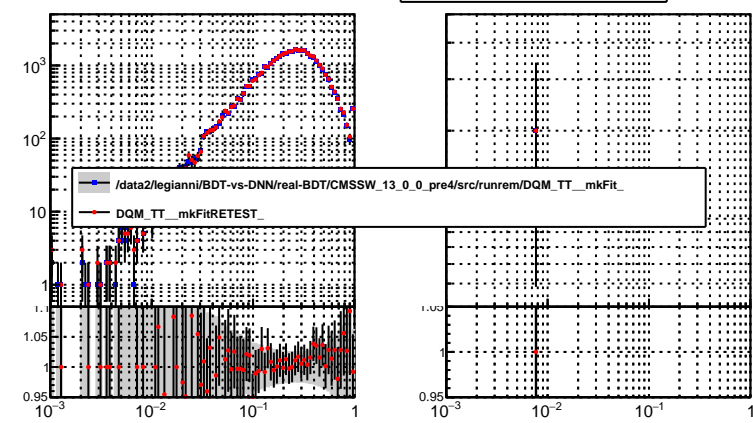 10³
10²
/data2/legianni/BDT-vs-DNN/real-BDT/CMSSW_13_0_0_pre4/src/runrem/DQM_TT__mkFit_
10
DQM_TT__mkFitRETEST_
1
1.1 1.05
1.05
1 1
0.95 0.95
10⁻³ 10⁻² 10⁻¹ 1 10⁻³ 10⁻² 10⁻¹ 1